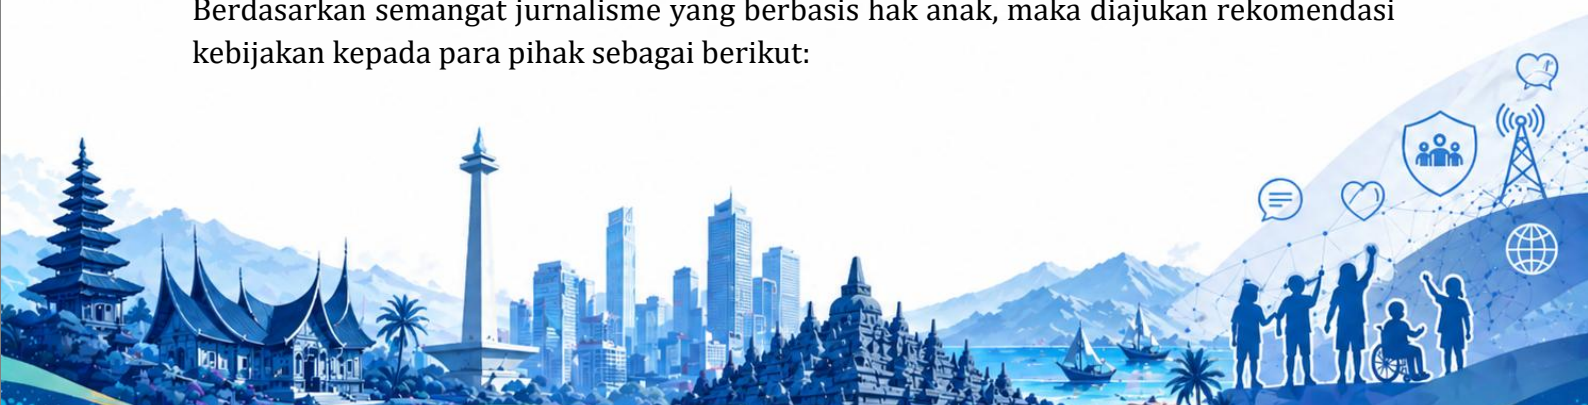 Berdasarkan semangat jurnalisme yang berbasis hak anak, maka diajukan rekomendasi
kebijakan kepada para pihak sebagai berikut: